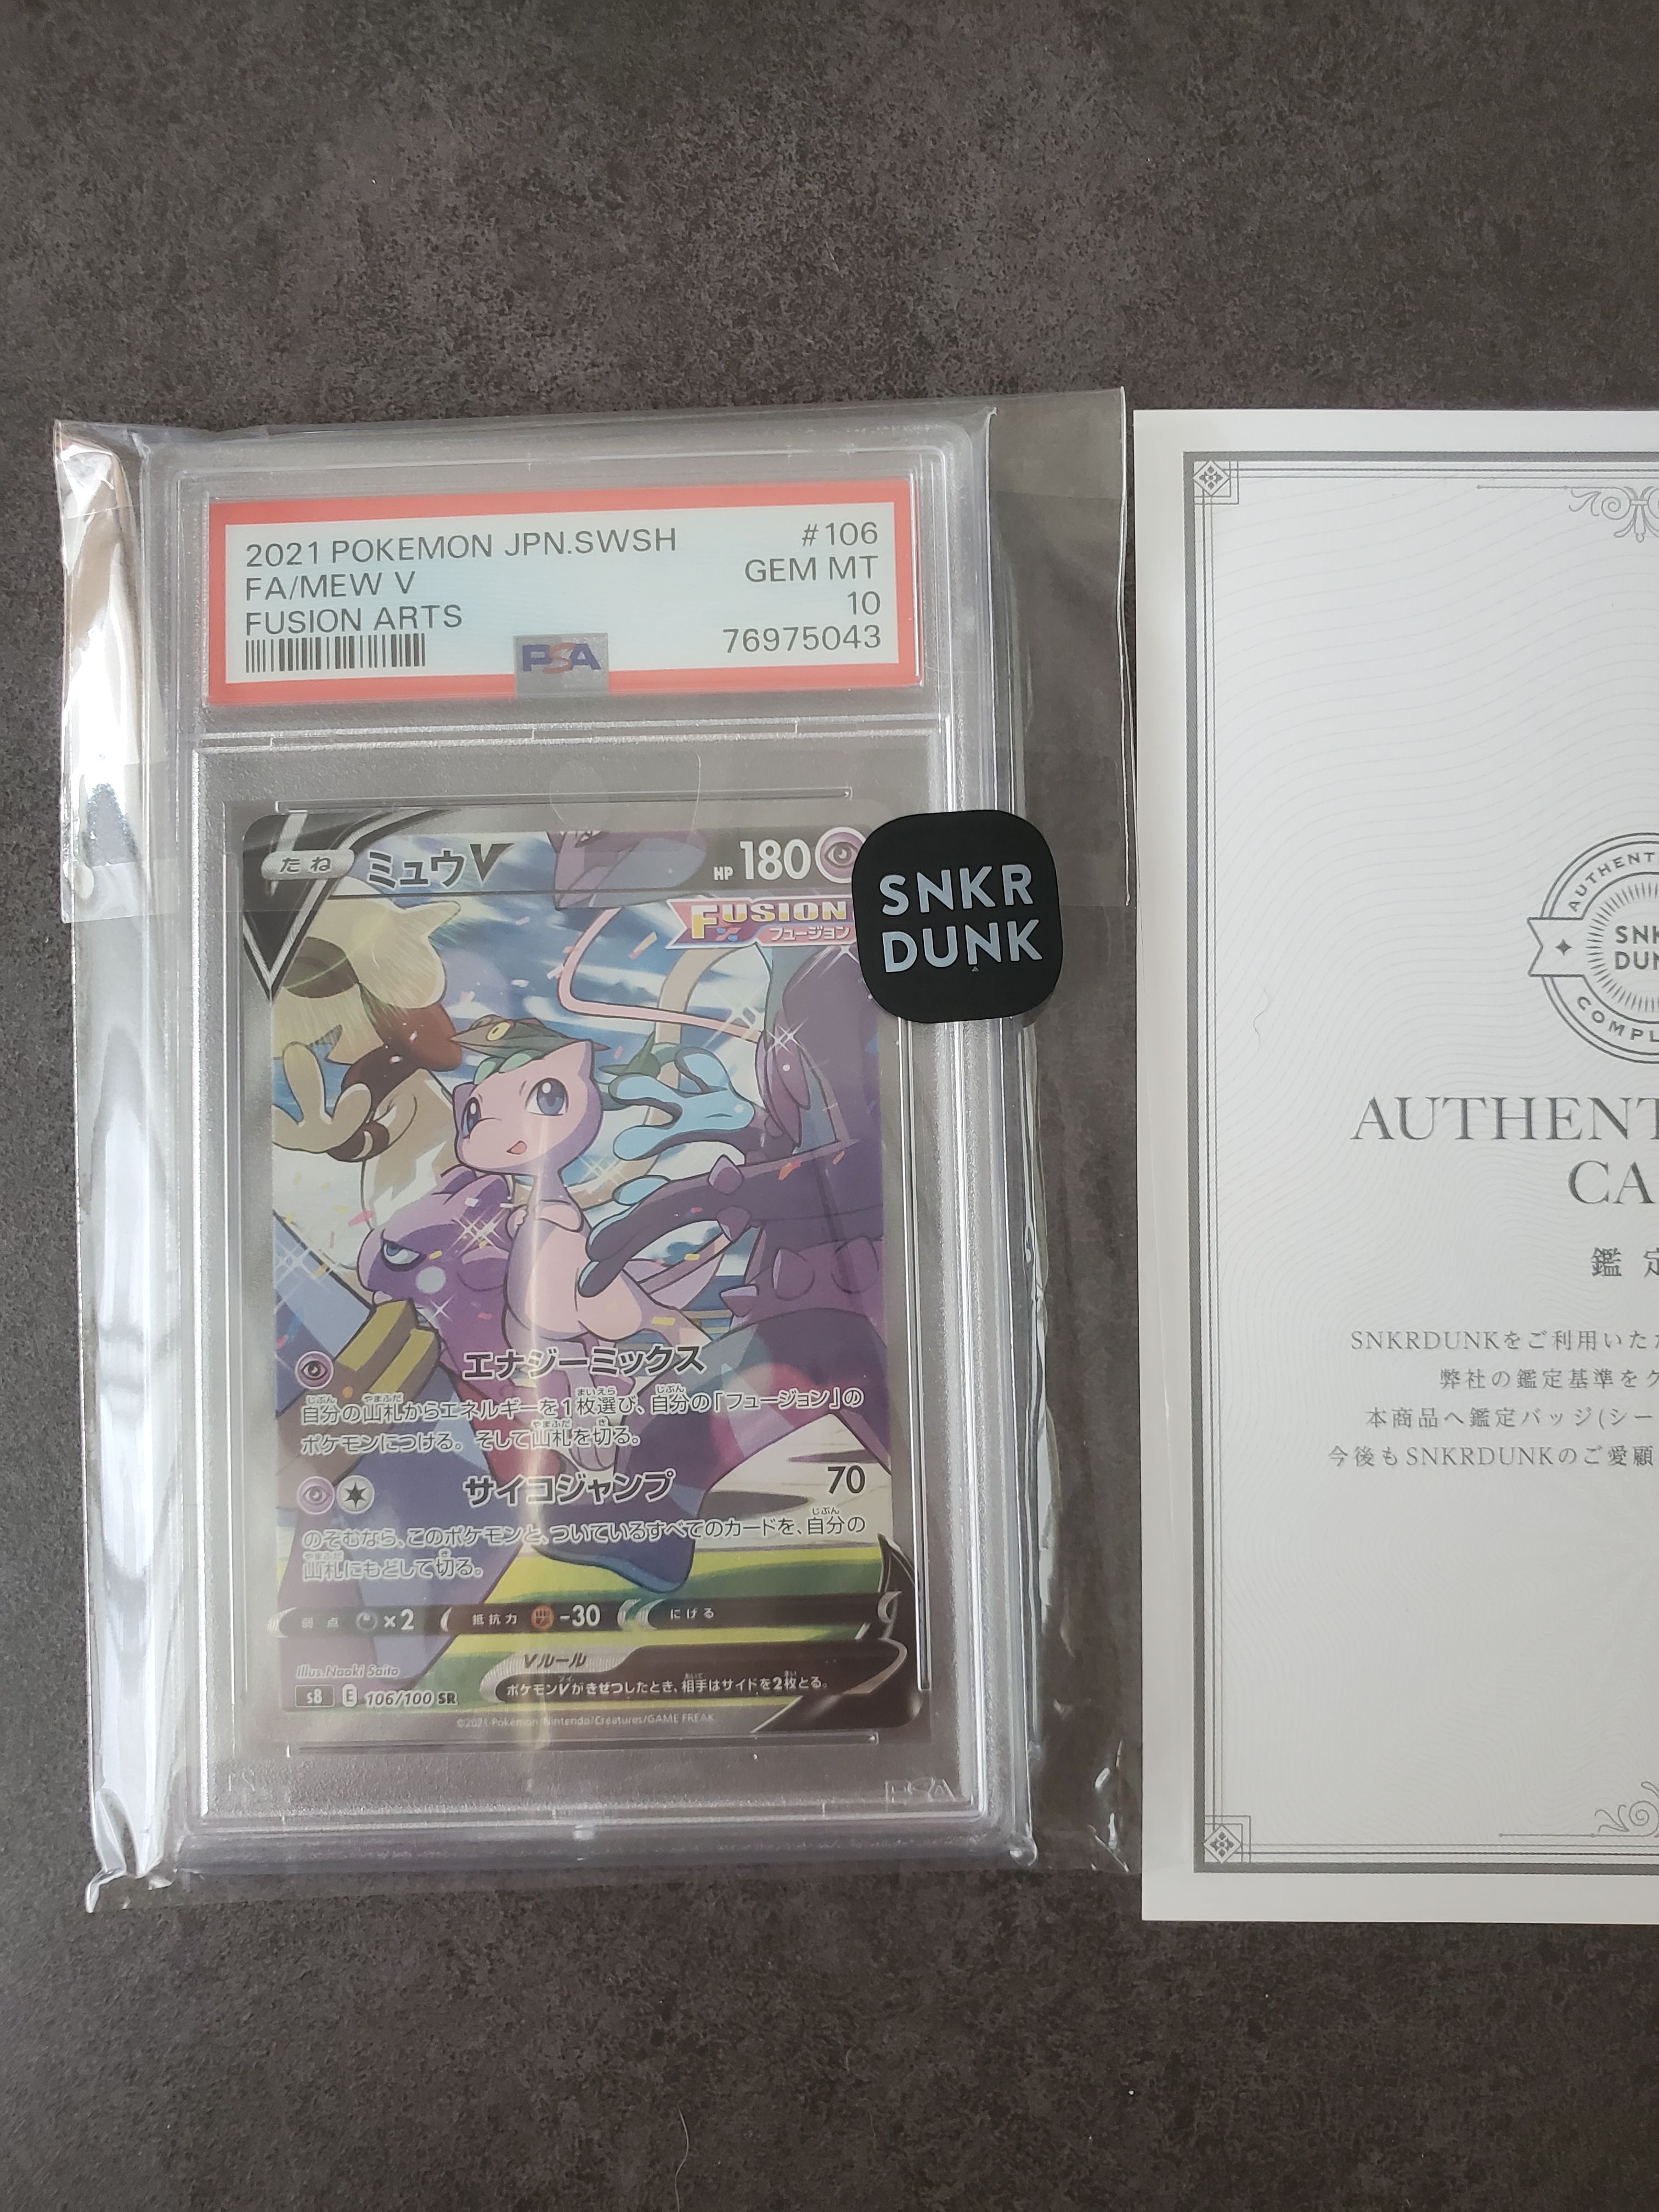 2021 POKEMON JPN.SWSH #106
FA/MEW V GEM MT
FUSION ARTS 10
76975043
PSA
たね ミュウV HP 180
FUSION
フュージョン
SNKR
DUNK
エナジーミックス
自分の山札からエネルギーを1枚選び、自分の「フュージョン」の
ポケモンにつける。そして山札を切る。
サイコジャンプ 70
のぞむなら、このポケモンと、ついているすべてのカードを、自分の
山札にもどして切る。
弱点 ×2 抵抗力 -30 にげる
Vルール
ポケモンVがきぜつしたとき、相手はサイドを2枚とる。
Illus. Naoki Saito
s8 E 106/100 SR
©2021 Pokémon/Nintendo/Creatures/GAME FREAK
PSA
AUTHENT
SNK
DUN
COMPL
AUTHENT
CA
鑑定
SNKRDUNKをご利用いた
弊社の鑑定基準を
本商品へ鑑定バッジ(シー
今後もSNKRDUNKのご愛顧